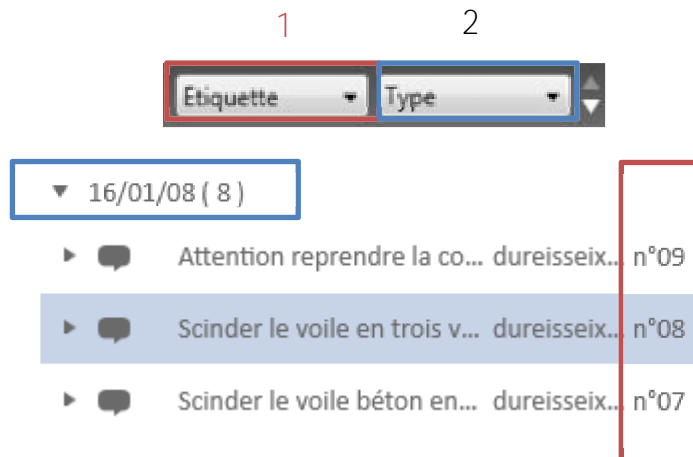 1 2
Etiquette Type
16/01/08 ( 8 )
Attention reprendre la co... dureisseix... n°09
Scinder le voile en trois v... dureisseix... n°08
Scinder le voile béton en... dureisseix... n°07